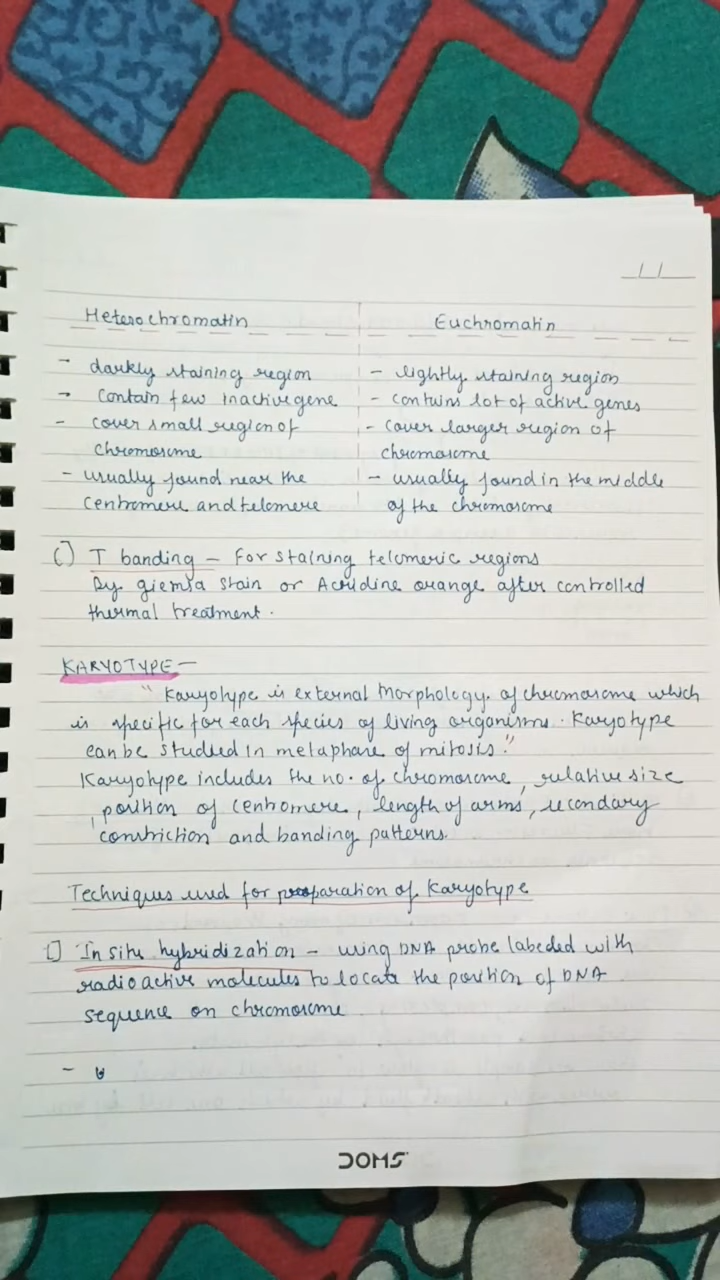 Heterochromatin
- darkly staining region
- Contain few inactive gene
- cover small region of
chromosome
- usually found near the
centromere and telomere
Euchromatin
- lightly staining region
- contains lot of active genes
- cover larger region of
chromosome
- usually found in the middle
of the chromosome
C) T banding - For staining telomeric regions
By giemsa stain or Acridine orange after controlled
thermal treatment.
KARYOTYPE -
"Karyotype is external Morphology of chromosome which
is specific for each species of living organisms. Karyotype
can be studied in metaphase of mitosis."
Karyotype includes the no. of chromosome, relative size
, position of centromere, length of arms, secondary
constriction and banding patterns.
Techniques used for preparation of Karyotype
1) In situ hybridization - using DNA probe labeded with
radioactive molecules to locate the position of DNA
sequence on chromosome
-
DOMS